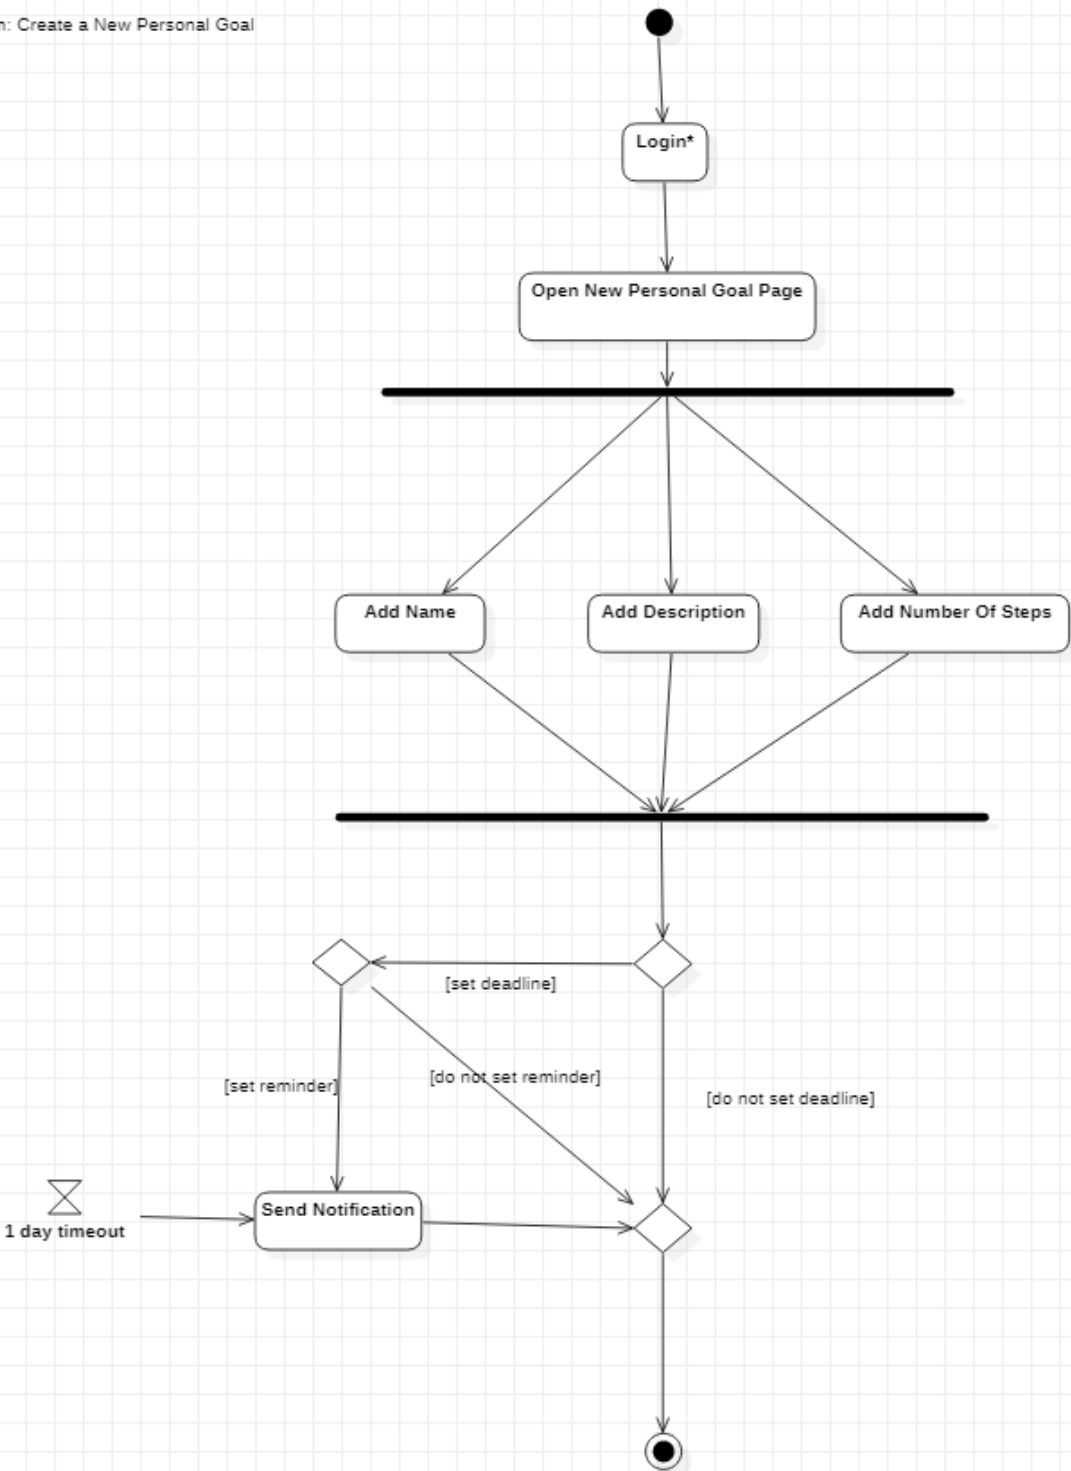 : Create a New Personal Goal
Login*
Open New Personal Goal Page
Add Name
Add Description
Add Number Of Steps
[set deadline]
[set reminder]
[do not set reminder]
[do not set deadline]
Send Notification
1 day timeout